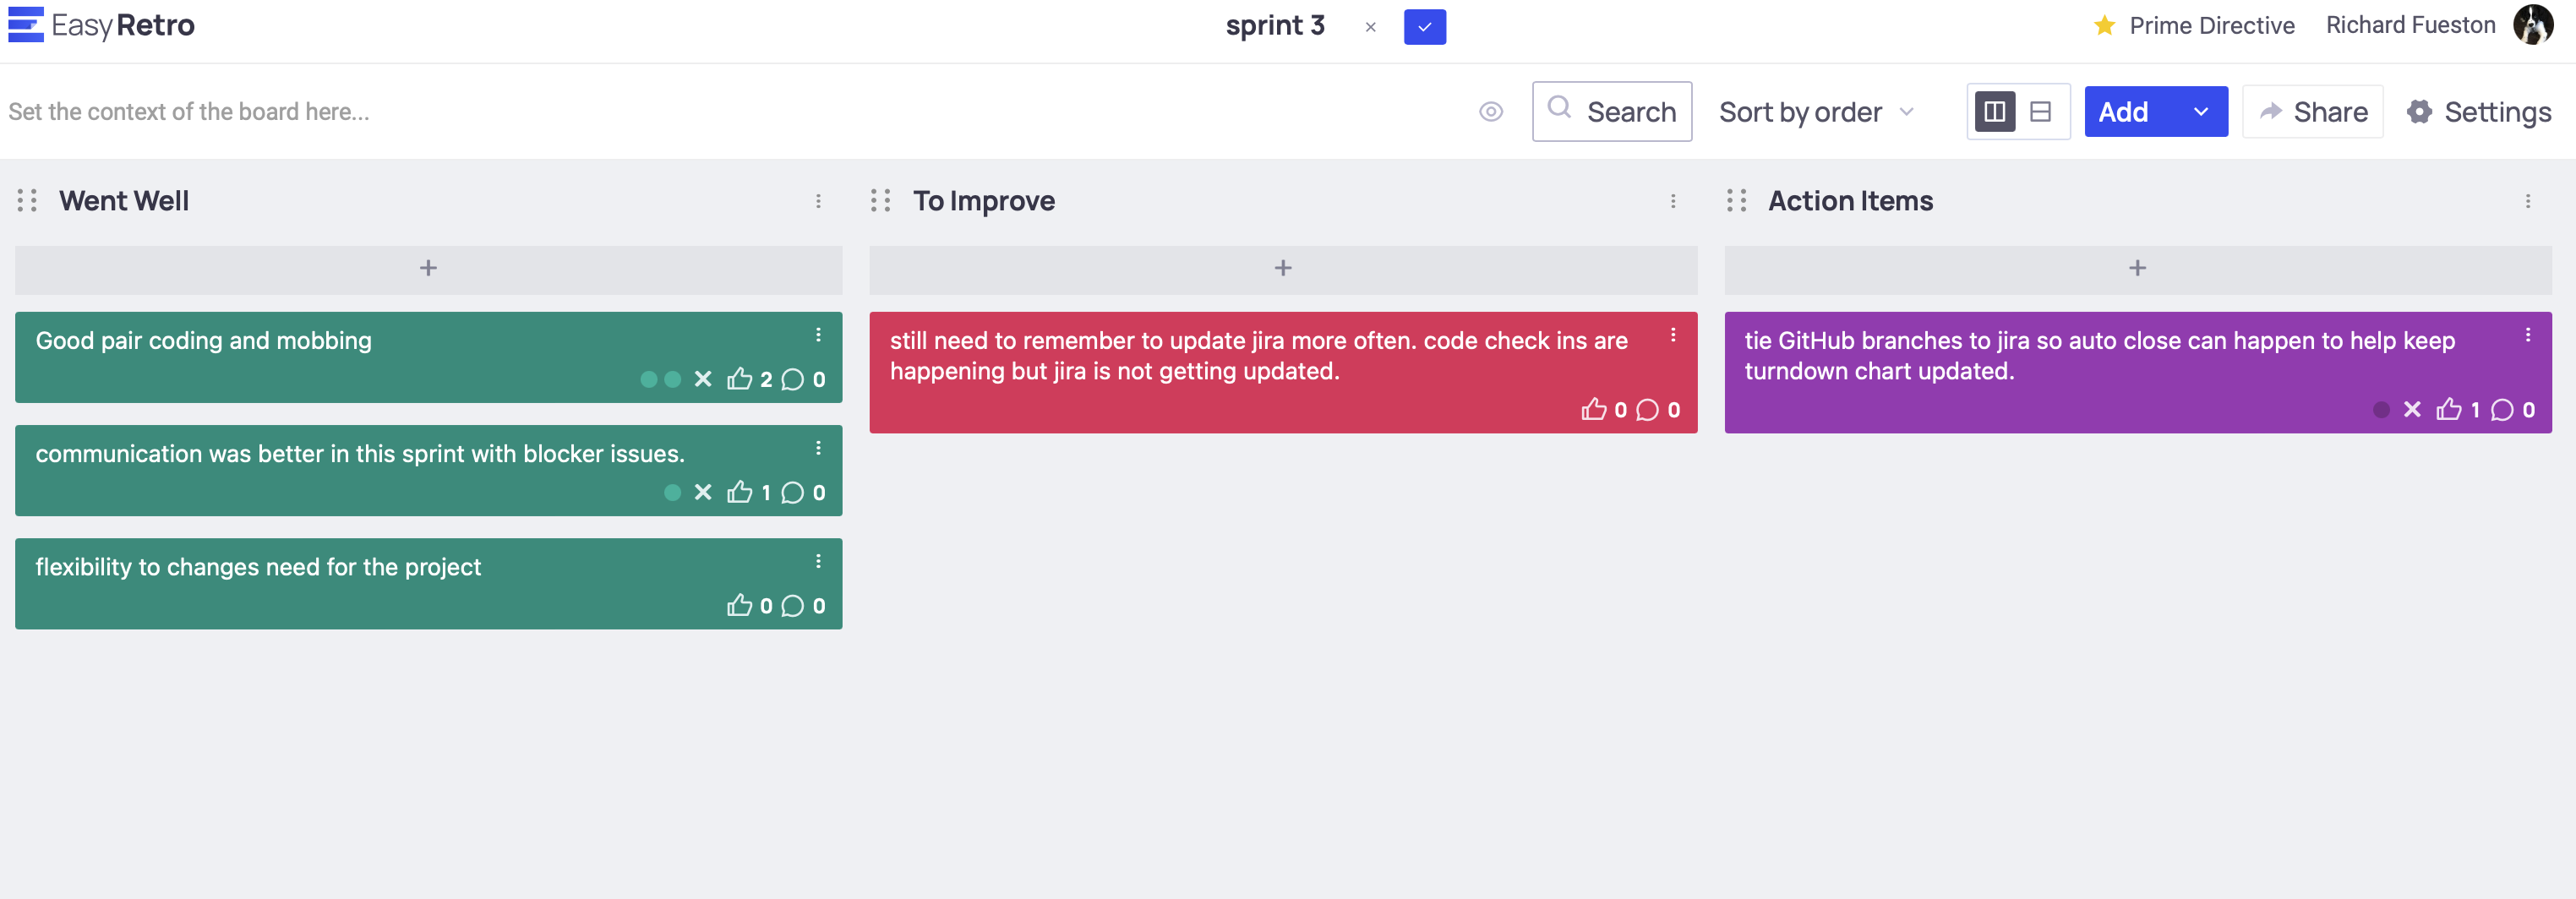 EasyRetro
sprint 3
Prime Directive
Richard Fueston
Set the context of the board here...
Search
Sort by order
Add
Share
Settings
Went Well
Good pair coding and mobbing
2 0
communication was better in this sprint with blocker issues.
1 0
flexibility to changes need for the project
0 0
To Improve
still need to remember to update jira more often. code check ins are
happening but jira is not getting updated.
0 0
Action Items
tie GitHub branches to jira so auto close can happen to help keep
turndown chart updated.
1 0